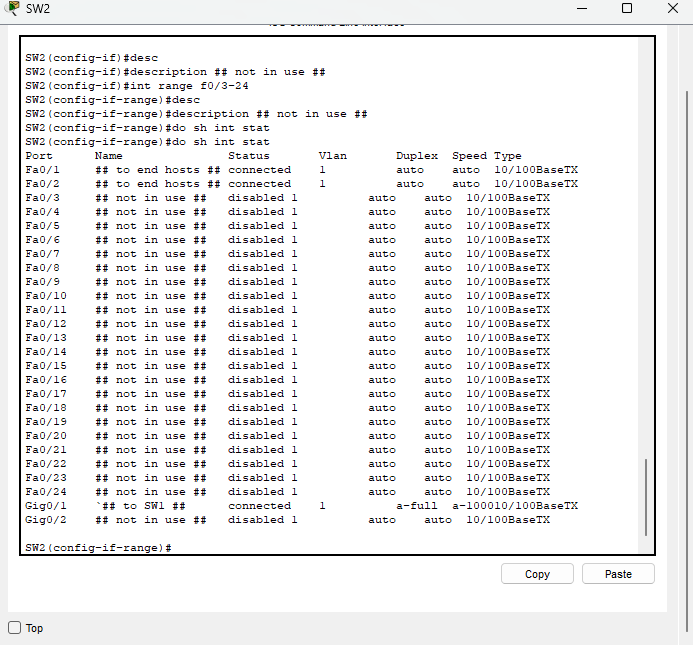 SW2
SW2(config-if)#desc
SW2(config-if)#description ## not in use ##
SW2(config-if)#int range f0/3-24
SW2(config-if-range)#desc
SW2(config-if-range)#description ## not in use ##
SW2(config-if-range)#do sh int stat
SW2(config-if-range)#do sh int stat
Port Name Status Vlan Duplex Speed Type
Fa0/1 ## to end hosts ## connected 1 auto auto 10/100BaseTX
Fa0/2 ## to end hosts ## connected 1 auto auto 10/100BaseTX
Fa0/3 ## not in use ## disabled 1 auto auto 10/100BaseTX
Fa0/4 ## not in use ## disabled 1 auto auto 10/100BaseTX
Fa0/5 ## not in use ## disabled 1 auto auto 10/100BaseTX
Fa0/6 ## not in use ## disabled 1 auto auto 10/100BaseTX
Fa0/7 ## not in use ## disabled 1 auto auto 10/100BaseTX
Fa0/8 ## not in use ## disabled 1 auto auto 10/100BaseTX
Fa0/9 ## not in use ## disabled 1 auto auto 10/100BaseTX
Fa0/10 ## not in use ## disabled 1 auto auto 10/100BaseTX
Fa0/11 ## not in use ## disabled 1 auto auto 10/100BaseTX
Fa0/12 ## not in use ## disabled 1 auto auto 10/100BaseTX
Fa0/13 ## not in use ## disabled 1 auto auto 10/100BaseTX
Fa0/14 ## not in use ## disabled 1 auto auto 10/100BaseTX
Fa0/15 ## not in use ## disabled 1 auto auto 10/100BaseTX
Fa0/16 ## not in use ## disabled 1 auto auto 10/100BaseTX
Fa0/17 ## not in use ## disabled 1 auto auto 10/100BaseTX
Fa0/18 ## not in use ## disabled 1 auto auto 10/100BaseTX
Fa0/19 ## not in use ## disabled 1 auto auto 10/100BaseTX
Fa0/20 ## not in use ## disabled 1 auto auto 10/100BaseTX
Fa0/21 ## not in use ## disabled 1 auto auto 10/100BaseTX
Fa0/22 ## not in use ## disabled 1 auto auto 10/100BaseTX
Fa0/23 ## not in use ## disabled 1 auto auto 10/100BaseTX
Fa0/24 ## not in use ## disabled 1 auto auto 10/100BaseTX
Gig0/1 `## to SW1 ## connected 1 a-full a-100010/100BaseTX
Gig0/2 ## not in use ## disabled 1 auto auto 10/100BaseTX
SW2(config-if-range)#
Copy Paste
Top